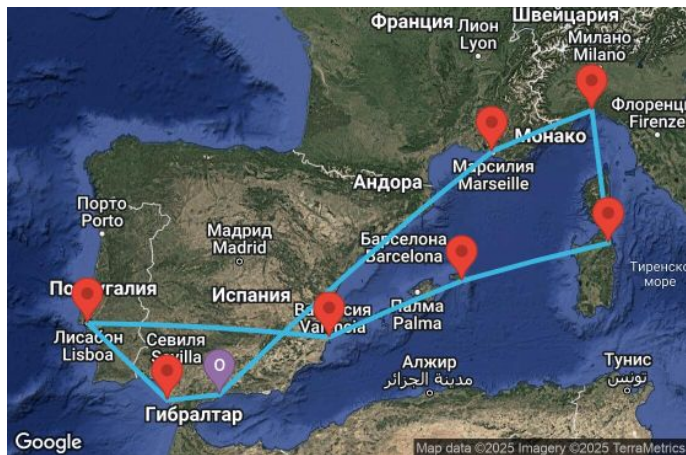 Франция
Лион
Lyon
Швейцария
Милано
Milano
Флоренц
Firenze
Монако
Марсилия
Marseille
Андора
Порто
Porto
Мадрид
Madrid
Барселона
Barcelona
Испания
Палма
Palma
Тиренско
море
Лисабон
Lisboa
Севиля
O
Гибралтар
Алжир
مدينة الجزائر
Тунис
تونس
Google
Map data ©2025 Imagery ©2025 TerraMetrics